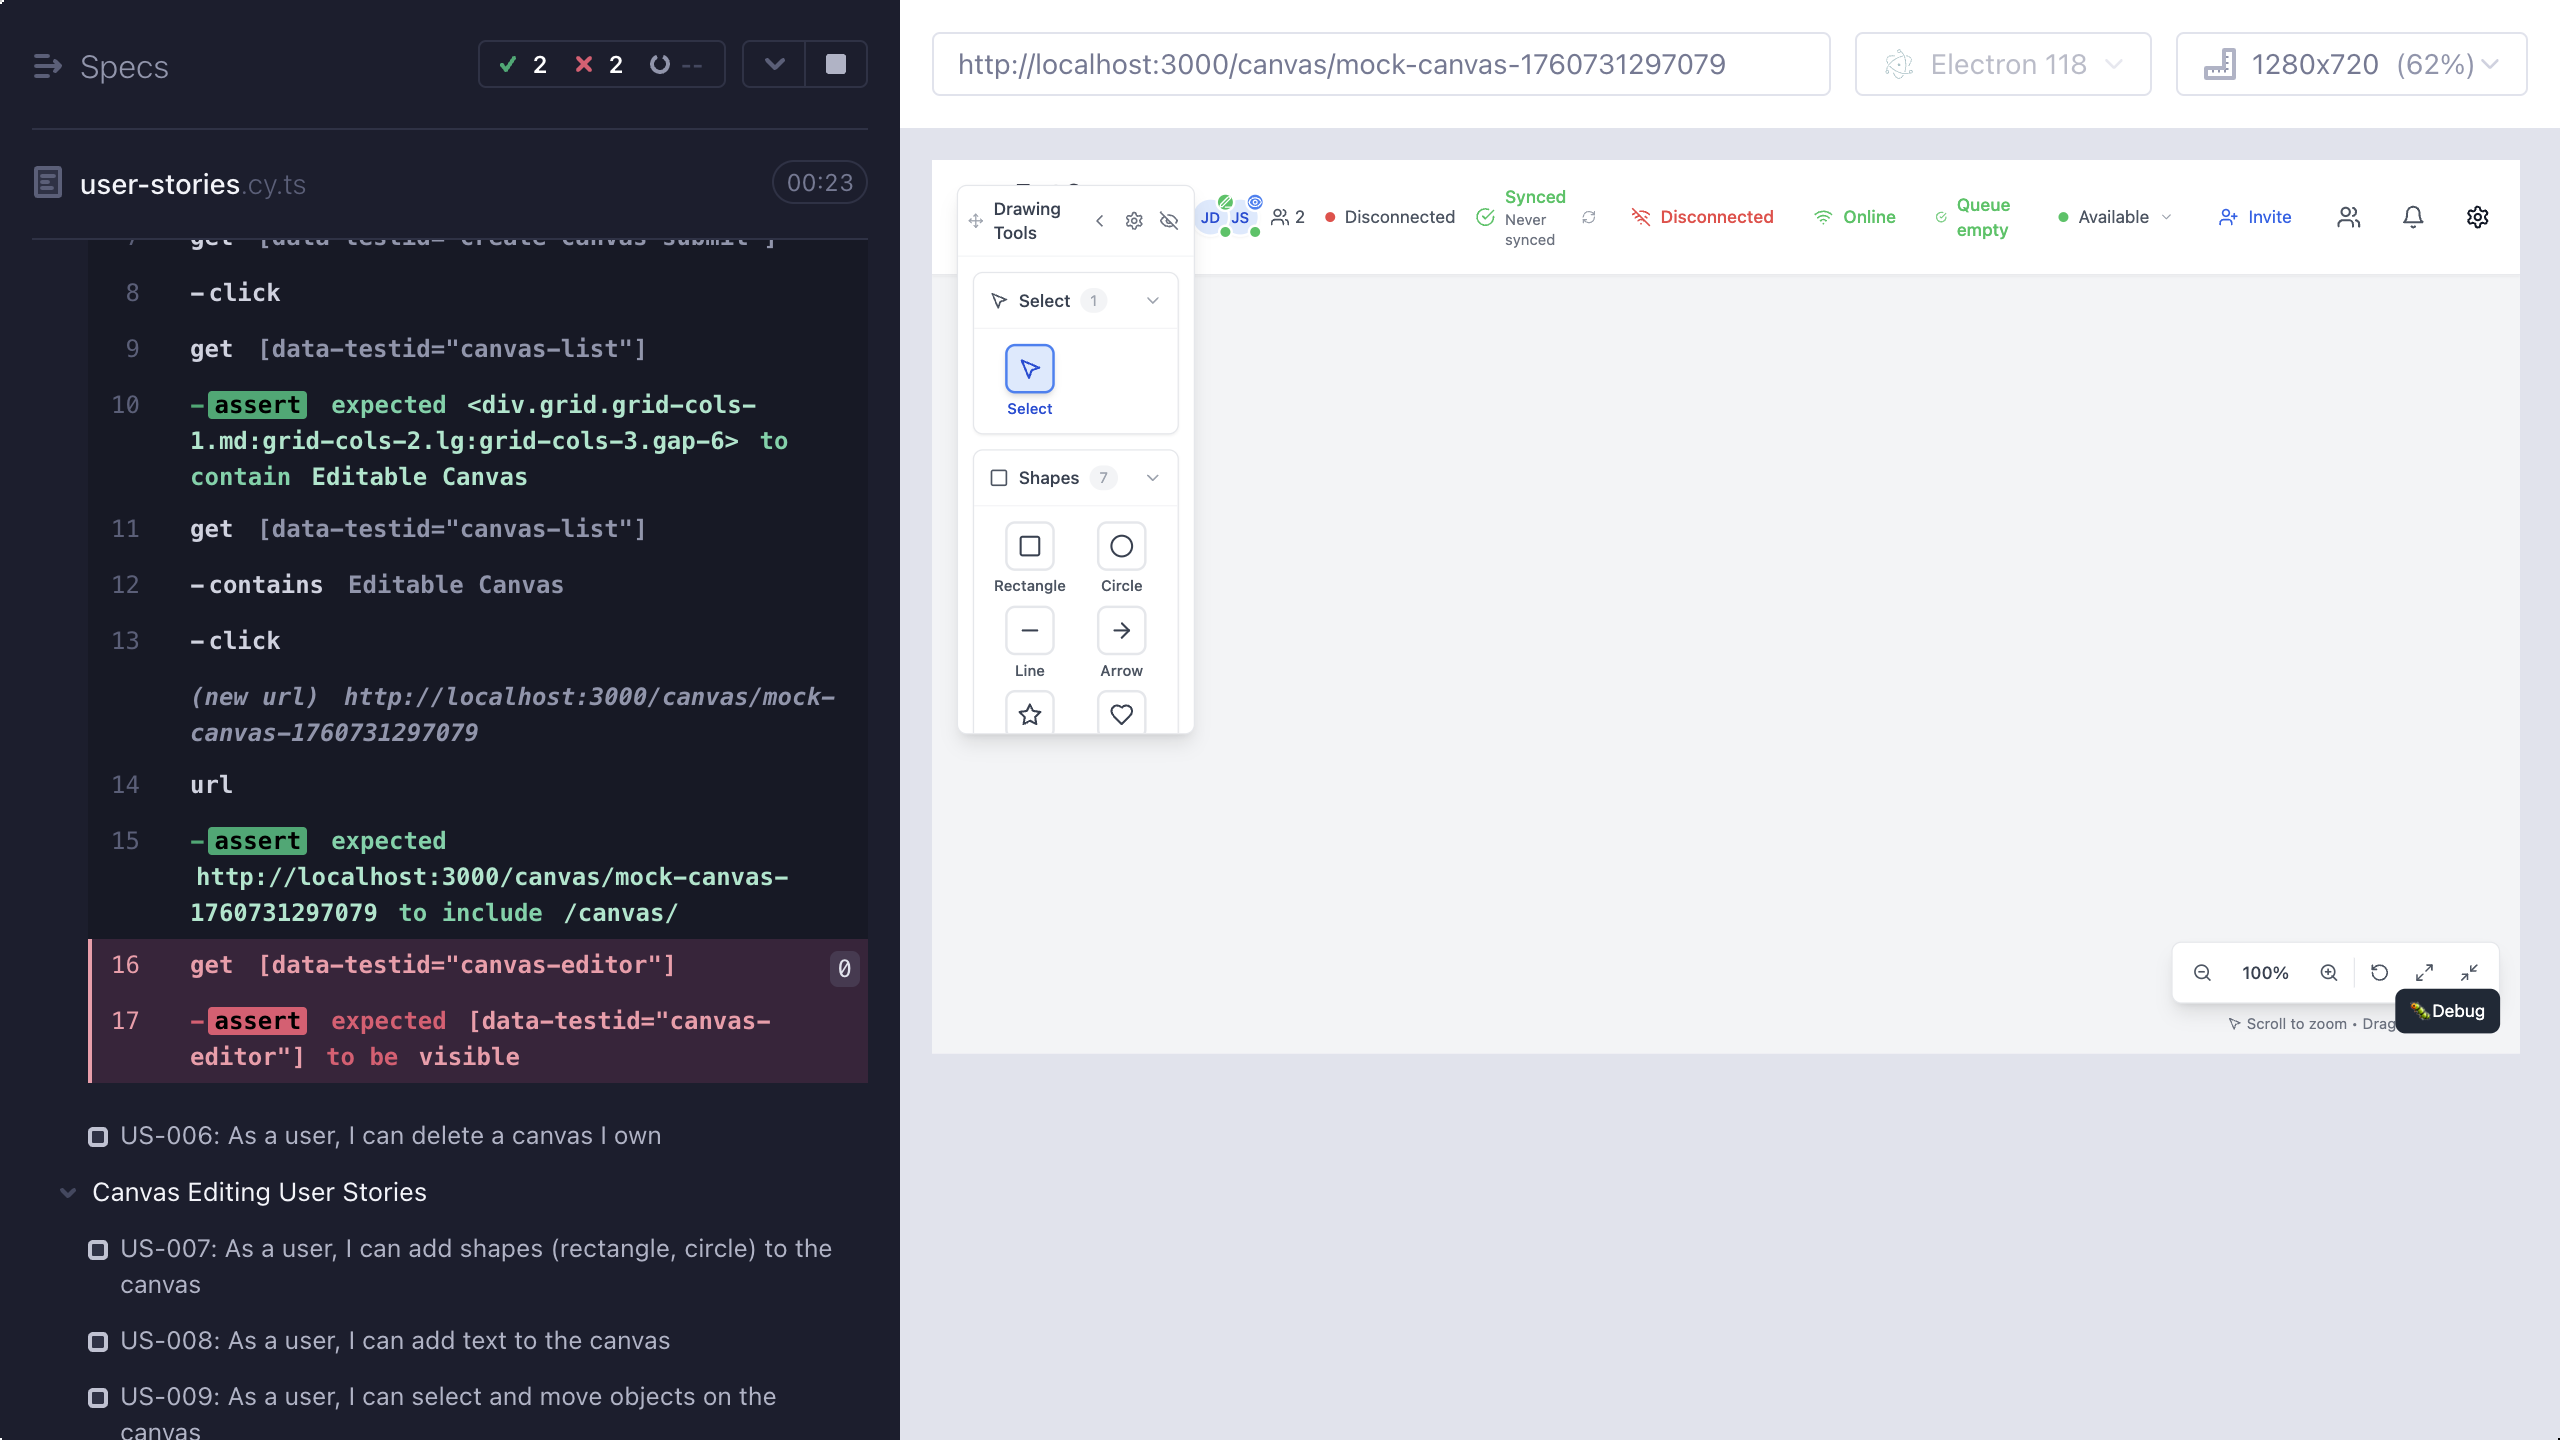 Specs
2
2
--
user-stories.cy.ts
00:23
7 get [data-testid="create-canvas-submit"]
8 -click
9 get [data-testid="canvas-list"]
10 -assert expected <div.grid.grid-cols-
1.md:grid-cols-2.lg:grid-cols-3.gap-6> to
contain Editable Canvas
11 get [data-testid="canvas-list"]
12 -contains Editable Canvas
13 -click
(new url) http://localhost:3000/canvas/mock-
canvas-1760731297079
14 url
15 -assert expected
http://localhost:3000/canvas/mock-canvas-
1760731297079 to include /canvas/
16 get [data-testid="canvas-editor"] 0
17 -assert expected [data-testid="canvas-
editor"] to be visible
US-006: As a user, I can delete a canvas I own
Canvas Editing User Stories
US-007: As a user, I can add shapes (rectangle, circle) to the
canvas
US-008: As a user, I can add text to the canvas
US-009: As a user, I can select and move objects on the
canvas
http://localhost:3000/canvas/mock-canvas-1760731297079
Electron 118
1280x720 (62%)
Drawing
Tools
JD
JS
2
Disconnected
Synced
Never
synced
Disconnected
Online
Queue
empty
Available
Invite
Select 1
Select
Shapes 7
Rectangle
Circle
Line
Arrow
100%
Scroll to zoom • Drag
🐛Debug